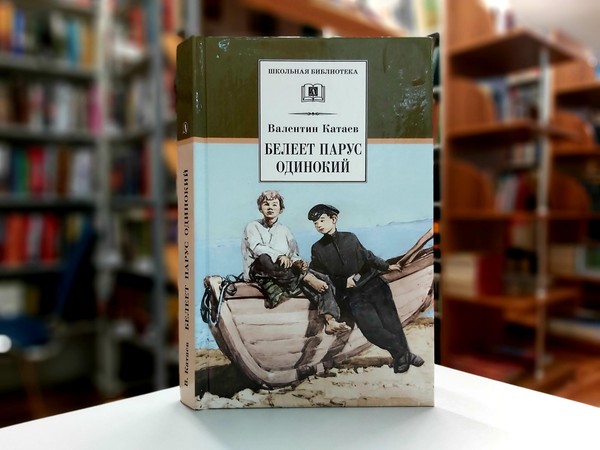 ШКОЛЬНАЯ БИБЛИОТЕКА
Валентин Катаев
БЕЛЕЕТ ПАРУС
ОДИНОКИЙ
В. Катаев БЕЛЕЕТ ПАРУС ОДИНОКИЙ